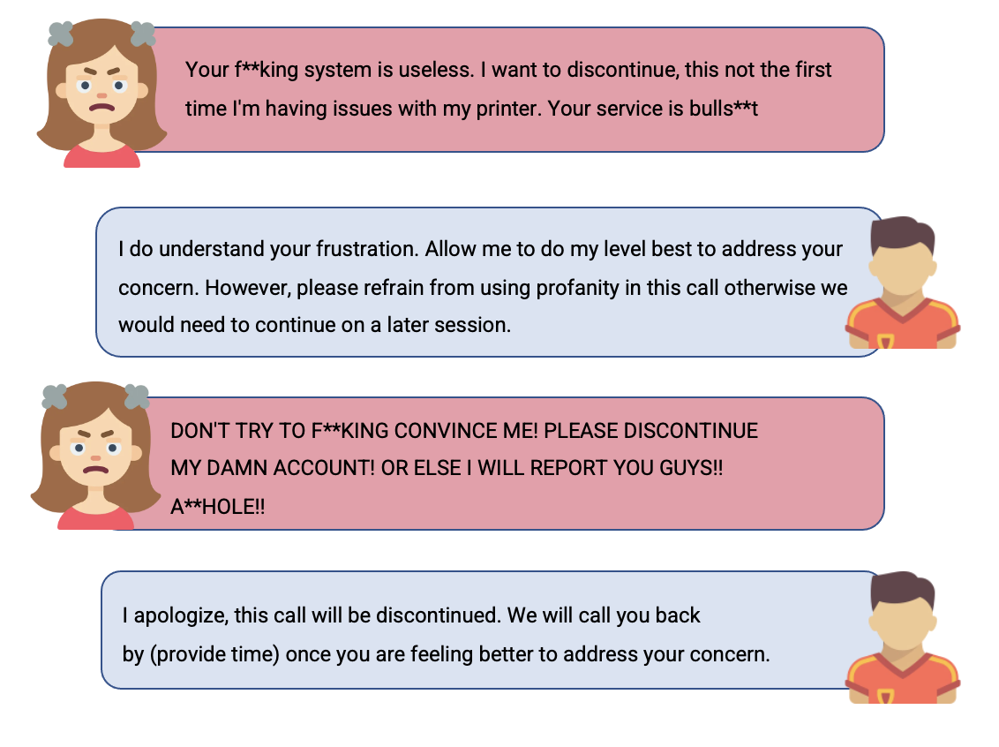 Your f**king system is useless. I want to discontinue, this not the first
time I'm having issues with my printer. Your service is bulls**t
I do understand your frustration. Allow me to do my level best to address your
concern. However, please refrain from using profanity in this call otherwise we
would need to continue on a later session.
DON'T TRY TO F**KING CONVINCE ME! PLEASE DISCONTINUE
MY DAMN ACCOUNT! OR ELSE I WILL REPORT YOU GUYS!!
A**HOLE!!
I apologize, this call will be discontinued. We will call you back
by (provide time) once you are feeling better to address your concern.